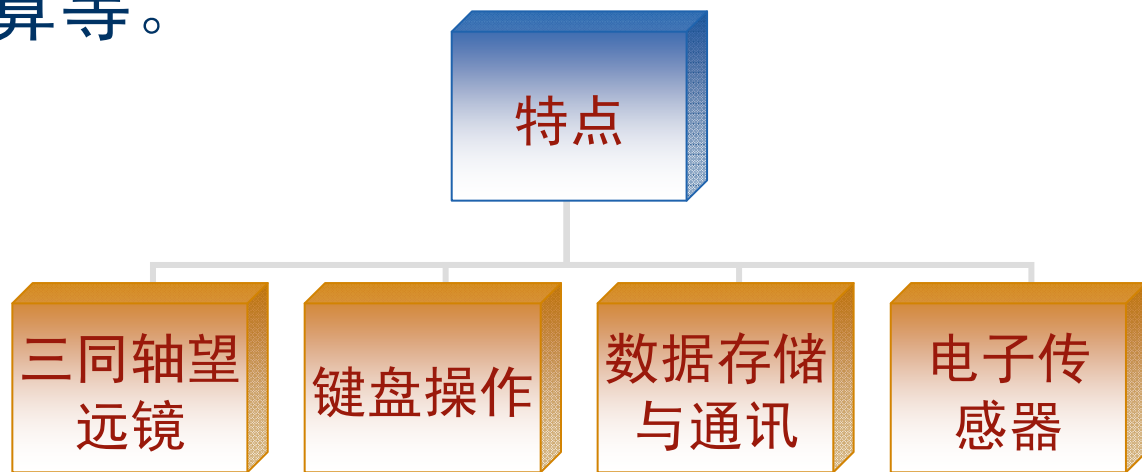 算等。
特点
三同轴望
远镜
键盘操作
数据存储
与通讯
电子传
感器